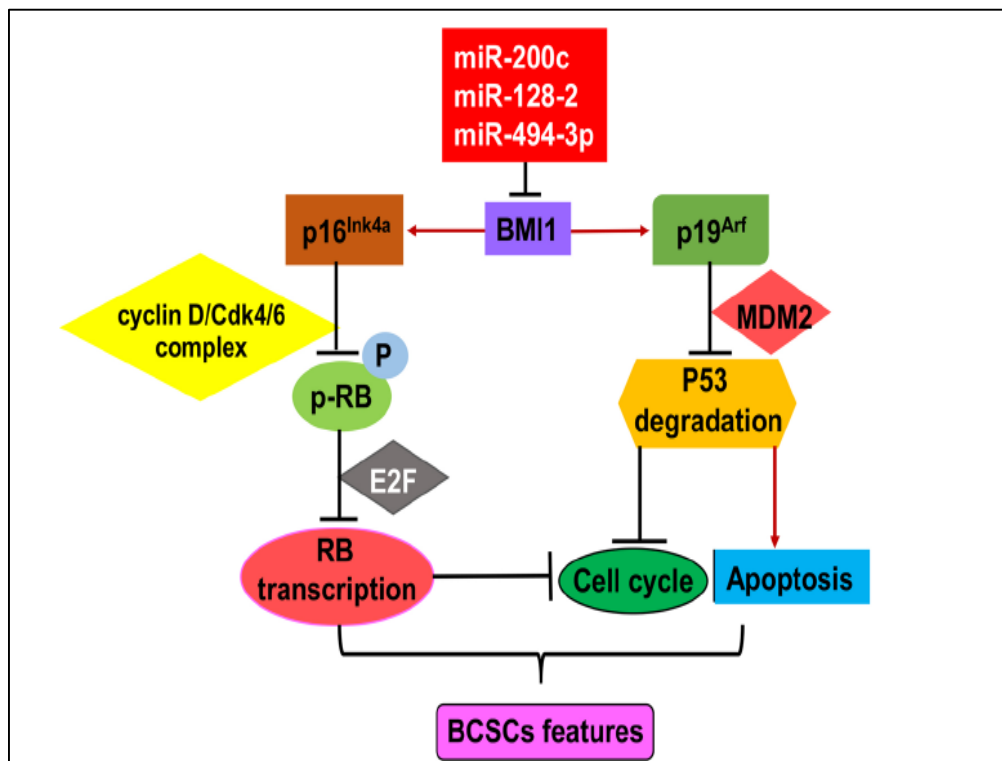 miR-200c
miR-128-2
miR-494-3p
p16Ink4a
BMI1
p19Arf
cyclin D/Cdk4/6
complex
MDM2
P
p-RB
P53
degradation
E2F
RB
transcription
Cell cycle
Apoptosis
BCSCs features